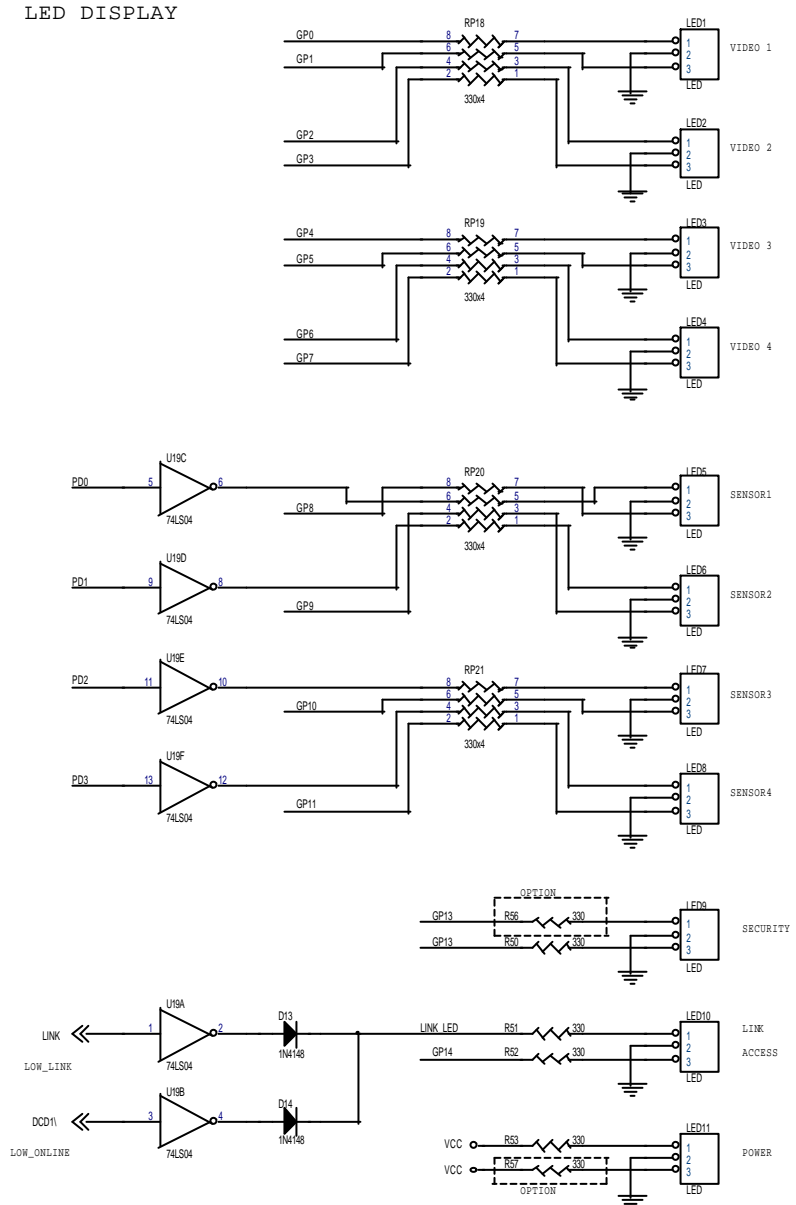 LED DISPLAY
RP18
LED1
GP0 8 7 1
6 5 2 VIDEO 1
GP1 4 3 3
2 1 LED
330x4
LED2
GP2 1
2 VIDEO 2
GP3 3
LED
RP19
LED3
GP4 8 7 1
6 5 2 VIDEO 3
GP5 4 3 3
2 1 LED
330x4
LED4
GP6 1
2 VIDEO 4
GP7 3
LED
U19C RP20 LED5
PD0 5 6 8 7 1
6 5 2 SENSOR1
GP8 4 3 3
74LS04 2 1 LED
330x4
U19D LED6
PD1 9 8 1
2 SENSOR2
GP9 3
74LS04 LED
U19E RP21 LED7
PD2 11 10 8 7 1
6 5 2 SENSOR3
GP10 4 3 3
74LS04 2 1 LED
330x4
U19F LED8
PD3 13 12 1
2 SENSOR4
GP11 3
74LS04 LED
OPTION
LED9
GP13 R56 330 1
2 SECURITY
GP13 R50 330 3
LED
U19A D13 LED10
LINK 1 2 LINK_LED R51 330 1 LINK
1N4148 2
GP14 R52 330 3 ACCESS
LOW_LINK 74LS04 LED
U19B D14
DCD1\ 3 4
1N4148
LOW_ONLINE 74LS04
LED11
VCC R53 330 1
2 POWER
VCC R57 330 3
OPTION LED